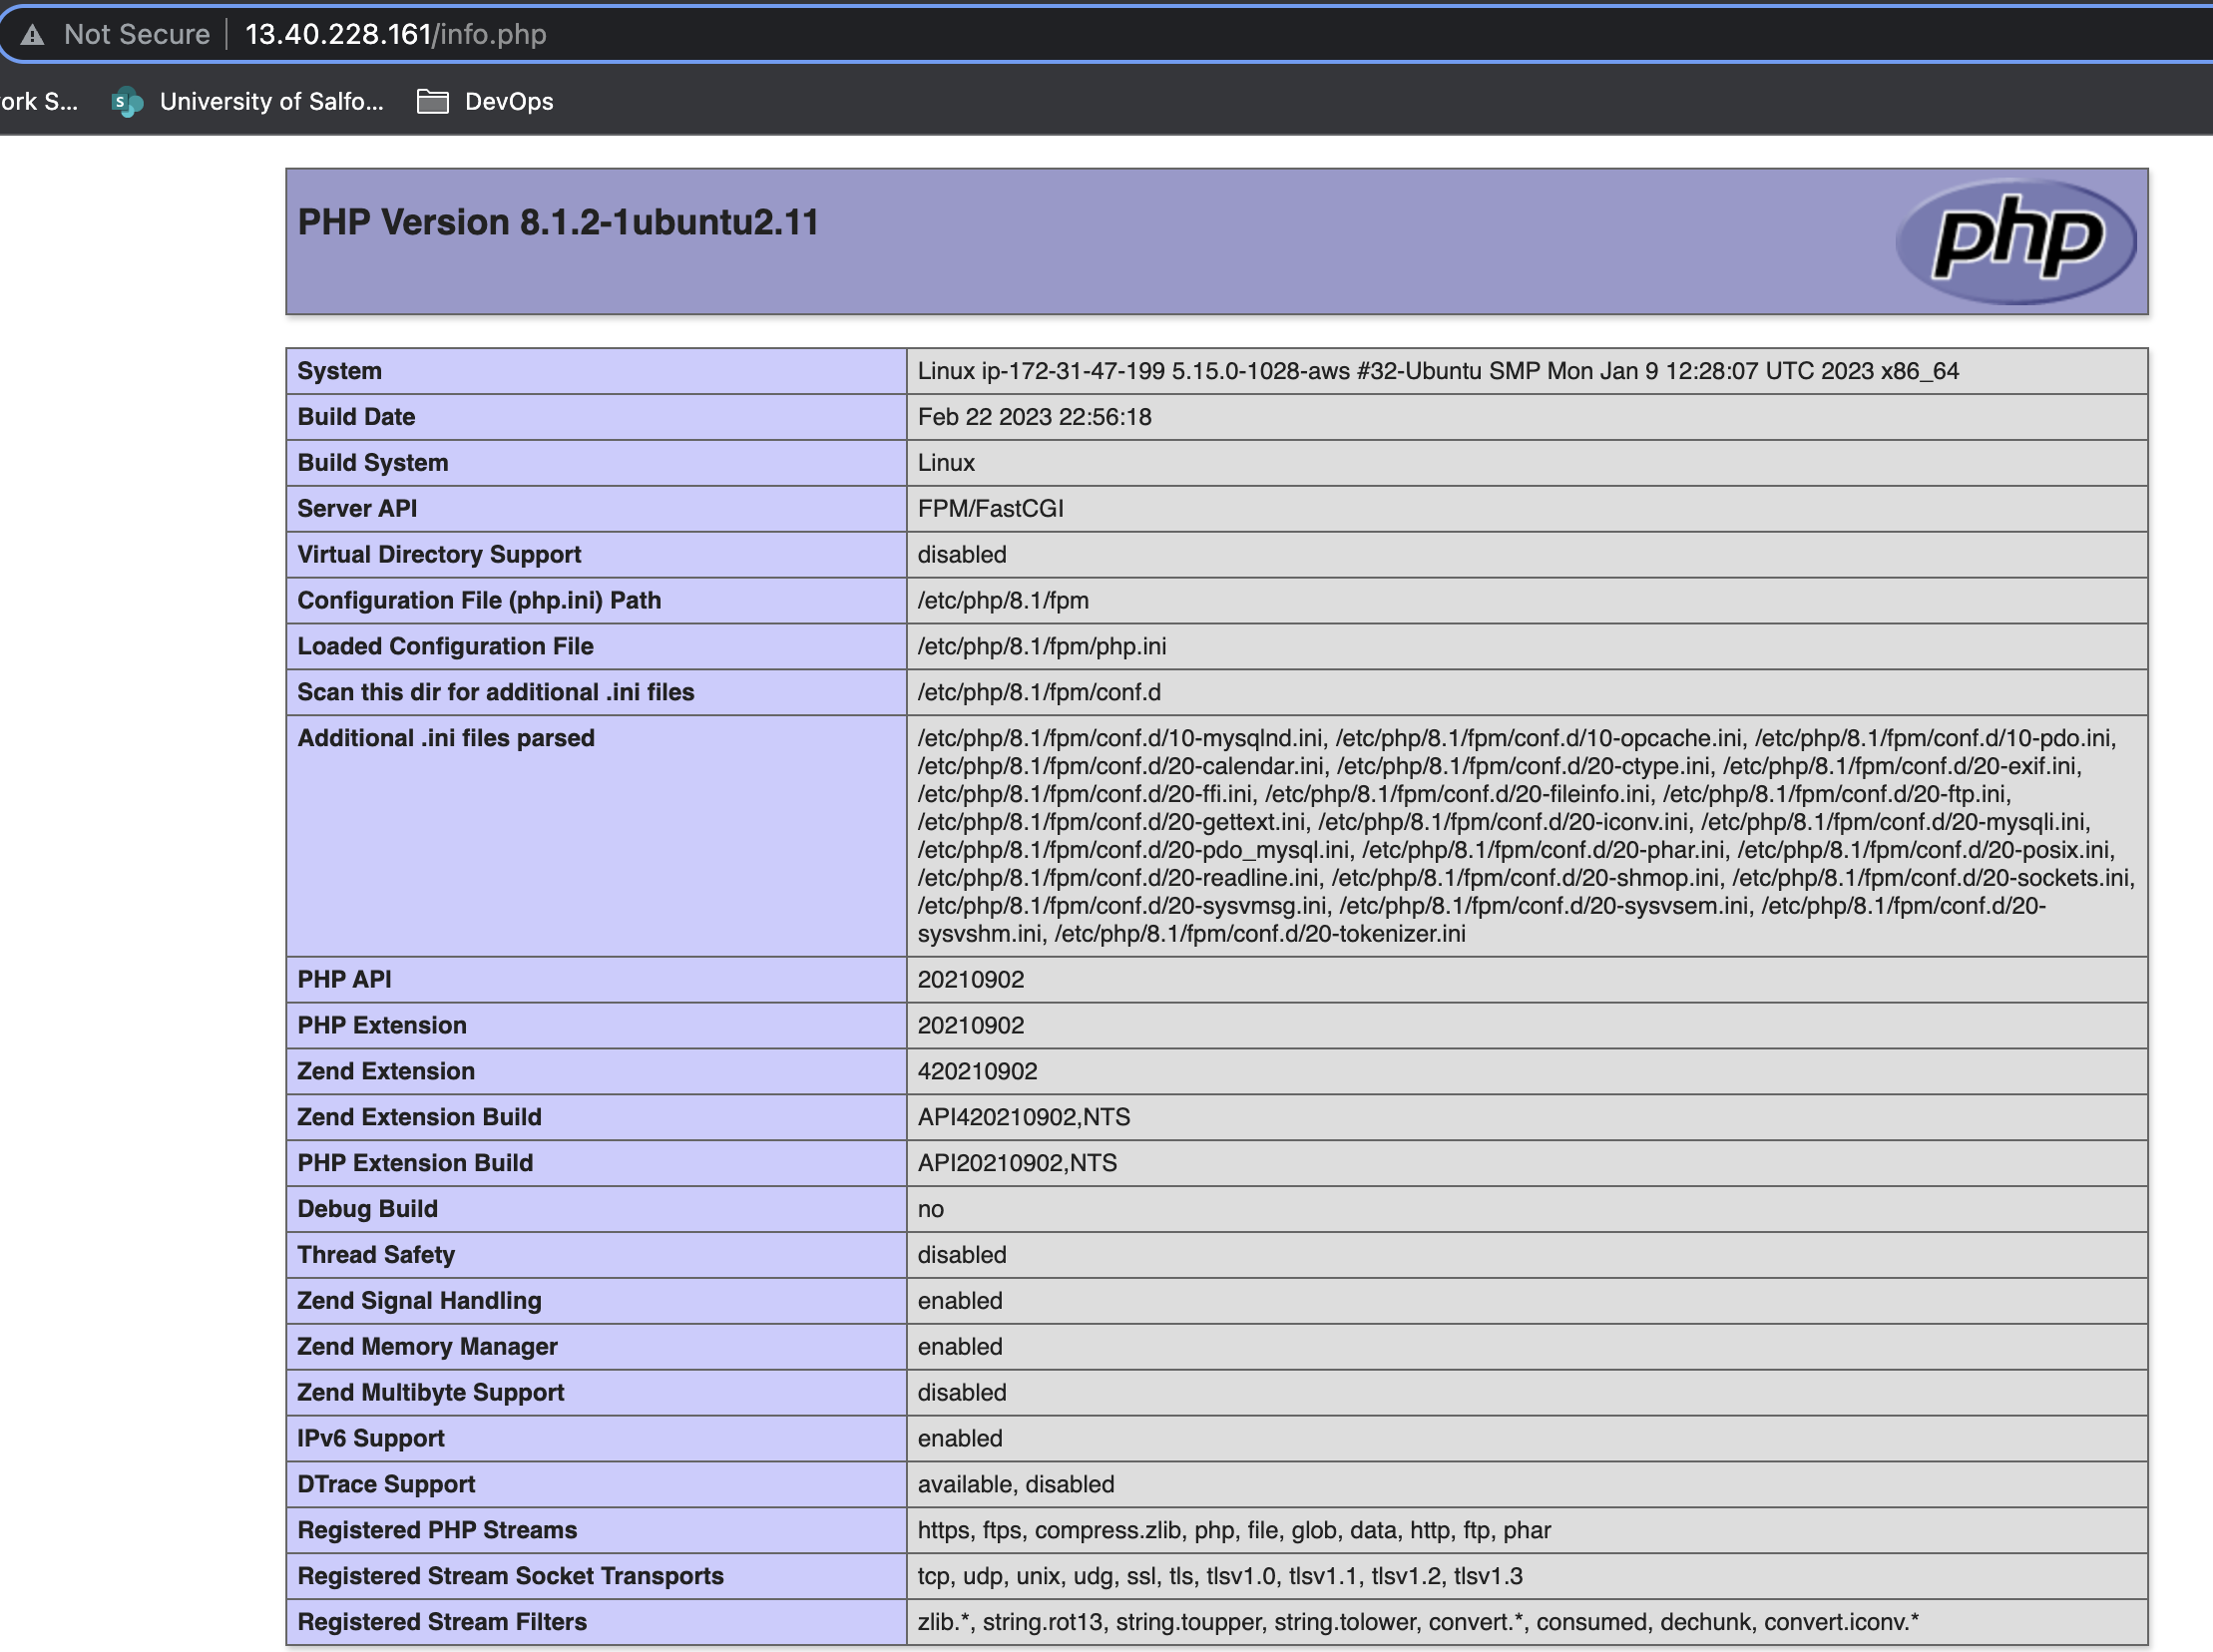 Not Secure 13.40.228.161/info.php
ork S... University of Salfo... DevOps
PHP Version 8.1.2-1ubuntu2.11
php
System Linux ip-172-31-47-199 5.15.0-1028-aws #32-Ubuntu SMP Mon Jan 9 12:28:07 UTC 2023 x86_64
Build Date Feb 22 2023 22:56:18
Build System Linux
Server API FPM/FastCGI
Virtual Directory Support disabled
Configuration File (php.ini) Path /etc/php/8.1/fpm
Loaded Configuration File /etc/php/8.1/fpm/php.ini
Scan this dir for additional .ini files /etc/php/8.1/fpm/conf.d
Additional .ini files parsed /etc/php/8.1/fpm/conf.d/10-mysqlnd.ini, /etc/php/8.1/fpm/conf.d/10-opcache.ini, /etc/php/8.1/fpm/conf.d/10-pdo.ini,
/etc/php/8.1/fpm/conf.d/20-calendar.ini, /etc/php/8.1/fpm/conf.d/20-ctype.ini, /etc/php/8.1/fpm/conf.d/20-exif.ini,
/etc/php/8.1/fpm/conf.d/20-ffi.ini, /etc/php/8.1/fpm/conf.d/20-fileinfo.ini, /etc/php/8.1/fpm/conf.d/20-ftp.ini,
/etc/php/8.1/fpm/conf.d/20-gettext.ini, /etc/php/8.1/fpm/conf.d/20-iconv.ini, /etc/php/8.1/fpm/conf.d/20-mysqli.ini,
/etc/php/8.1/fpm/conf.d/20-pdo_mysql.ini, /etc/php/8.1/fpm/conf.d/20-phar.ini, /etc/php/8.1/fpm/conf.d/20-posix.ini,
/etc/php/8.1/fpm/conf.d/20-readline.ini, /etc/php/8.1/fpm/conf.d/20-shmop.ini, /etc/php/8.1/fpm/conf.d/20-sockets.ini,
/etc/php/8.1/fpm/conf.d/20-sysvmsg.ini, /etc/php/8.1/fpm/conf.d/20-sysvsem.ini, /etc/php/8.1/fpm/conf.d/20-
sysvshm.ini, /etc/php/8.1/fpm/conf.d/20-tokenizer.ini
PHP API 20210902
PHP Extension 20210902
Zend Extension 420210902
Zend Extension Build API420210902,NTS
PHP Extension Build API20210902,NTS
Debug Build no
Thread Safety disabled
Zend Signal Handling enabled
Zend Memory Manager enabled
Zend Multibyte Support disabled
IPv6 Support enabled
DTrace Support available, disabled
Registered PHP Streams https, ftps, compress.zlib, php, file, glob, data, http, ftp, phar
Registered Stream Socket Transports tcp, udp, unix, udg, ssl, tls, tlsv1.0, tlsv1.1, tlsv1.2, tlsv1.3
Registered Stream Filters zlib.*, string.rot13, string.toupper, string.tolower, convert.*, consumed, dechunk, convert.iconv.*